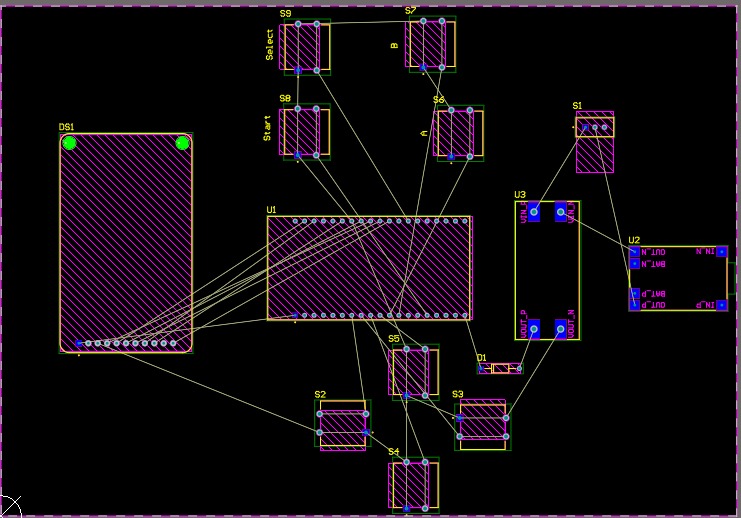 S9
S7
Select
B
S8
S6
Start
A
S1
DS1
U3
VIN_P
VIN_N
U1
U2
OUT_N
IN_N
BAT_N
BAT_P
OUT_P
IN_P
VOUT_P
VOUT_N
S5
D1
S2
S3
S4